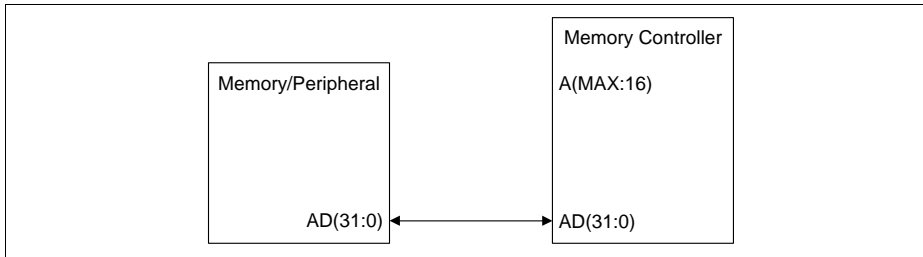 Memory Controller
Memory/Peripheral
A(MAX:16)
AD(31:0)
AD(31:0)